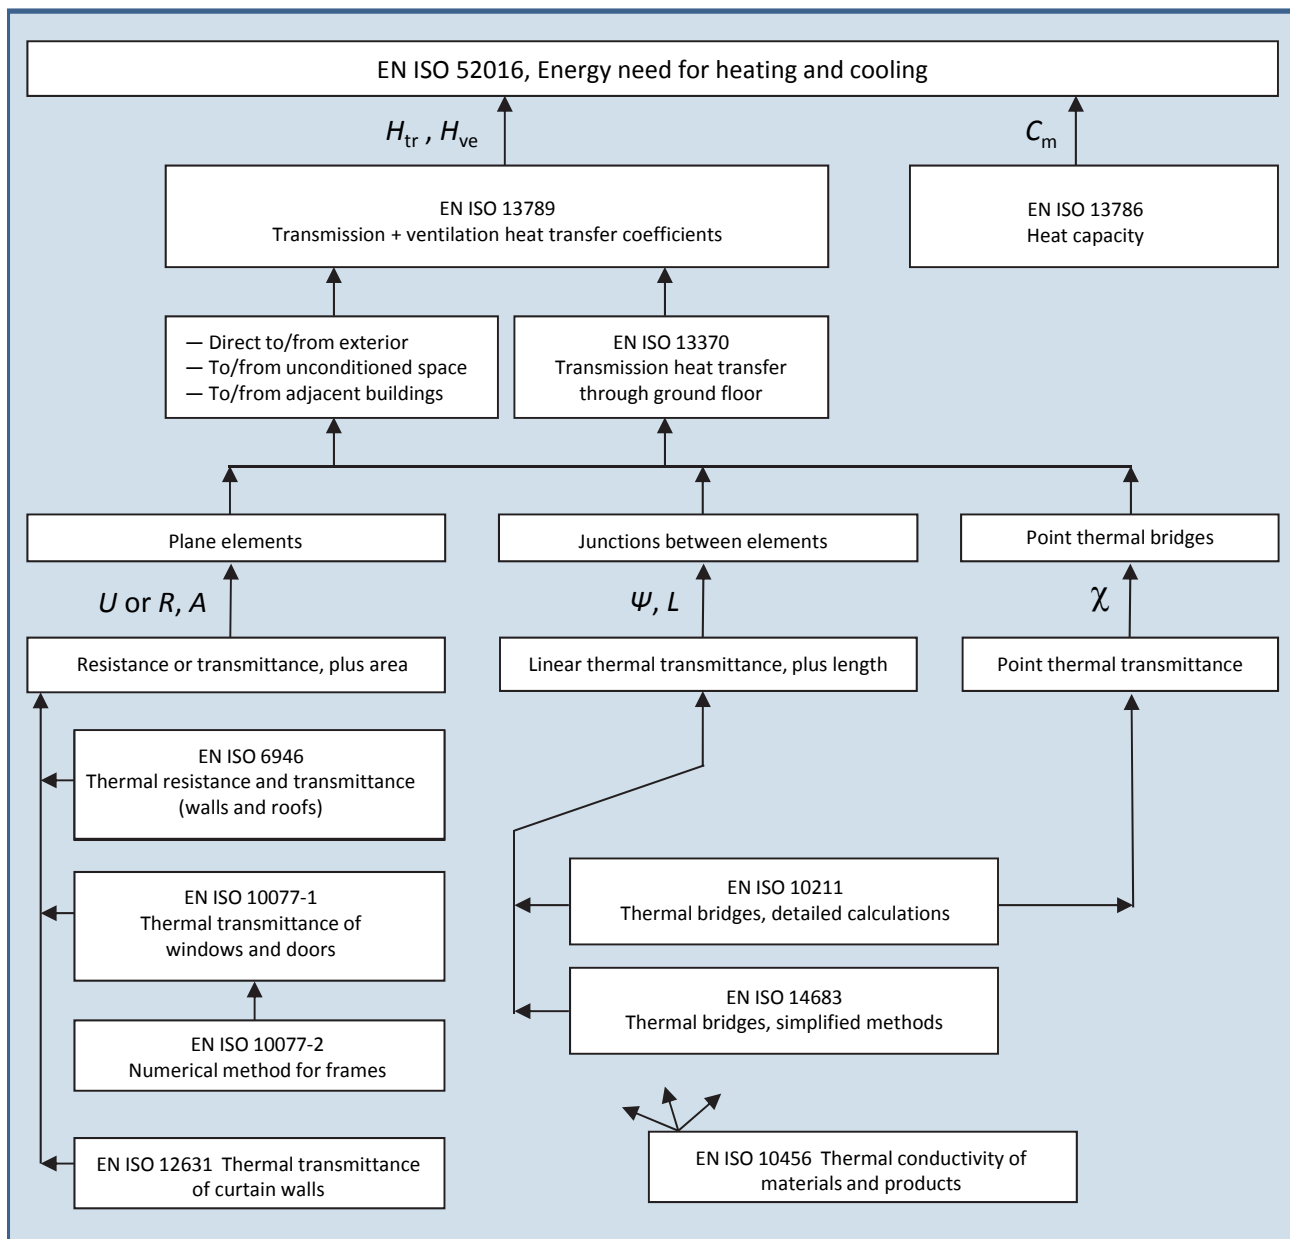 EN ISO 52016, Energy need for heating and cooling
H_tr , H_ve
C_m
EN ISO 13789
Transmission + ventilation heat transfer coefficients
EN ISO 13786
Heat capacity
— Direct to/from exterior
— To/from unconditioned space
— To/from adjacent buildings
EN ISO 13370
Transmission heat transfer
through ground floor
Plane elements
Junctions between elements
Point thermal bridges
U or R, A
Ψ, L
χ
Resistance or transmittance, plus area
Linear thermal transmittance, plus length
Point thermal transmittance
EN ISO 6946
Thermal resistance and transmittance
(walls and roofs)
EN ISO 10077-1
Thermal transmittance of
windows and doors
EN ISO 10077-2
Numerical method for frames
EN ISO 12631 Thermal transmittance
of curtain walls
EN ISO 10211
Thermal bridges, detailed calculations
EN ISO 14683
Thermal bridges, simplified methods
EN ISO 10456 Thermal conductivity of
materials and products